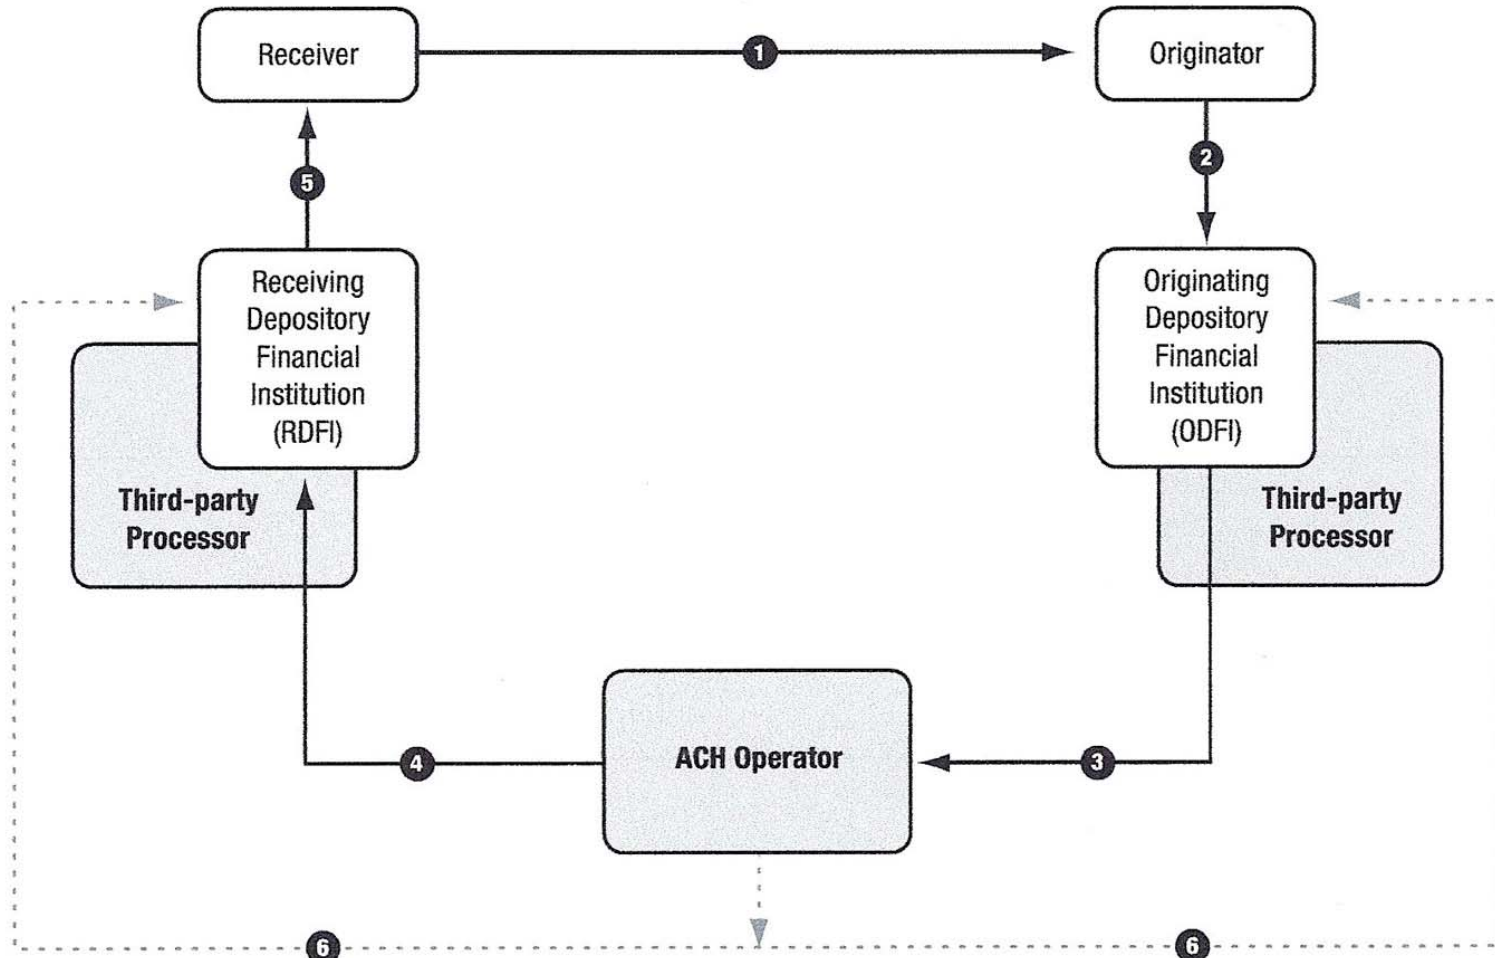 Receiver
1
Originator
2
5
Receiving
Depository
Financial
Institution
(RDFI)
Originating
Depository
Financial
Institution
(ODFI)
Third-party
Processor
Third-party
Processor
ACH Operator
4
3
6
6